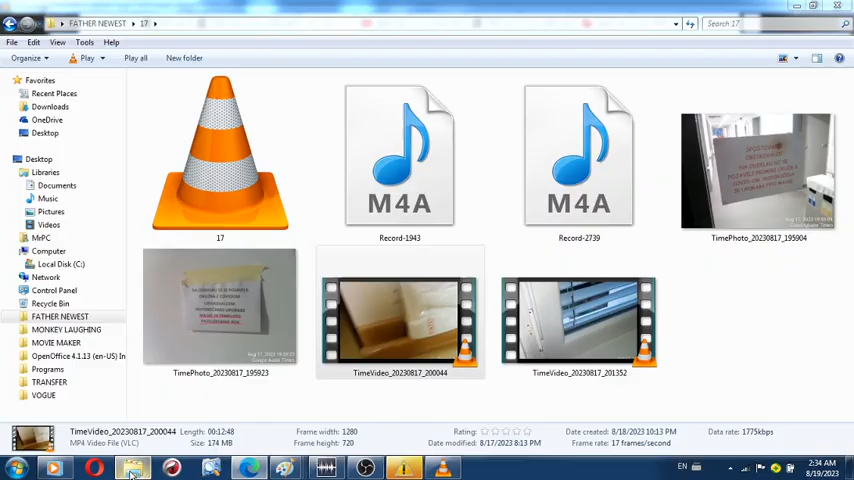 FATHER NEWEST
17
Search 17
File Edit View Tools Help
Organize Play Play all New folder
Favorites
Recent Places
Downloads
OneDrive
Desktop
Desktop
Libraries
Documents
Music
Pictures
Videos
MrPC
Computer
Local Disk (C:)
Network
Control Panel
Recycle Bin
FATHER NEWEST
MONKEY LAUGHING
MOVIE MAKER
OpenOffice 4.1.13 (en-US) In
Programs
TRANSFER
VOGUE
17
M4A
Record-1943
M4A
Record-2739
TimePhoto_20230817_195904
TimePhoto_20230817_195923
TimeVideo_20230817_200044
TimeVideo_20230817_201352
TimeVideo_20230817_200044 Length: 00:12:48 Frame width: 1280 Rating: Date created: 8/18/2023 10:13 PM Data rate: 1775kbps
MP4 Video File (VLC) Size: 174 MB Frame height: 720 Date modified: 8/17/2023 8:13 PM Frame rate: 17 frames/second
EN
2:34 AM
8/19/2023